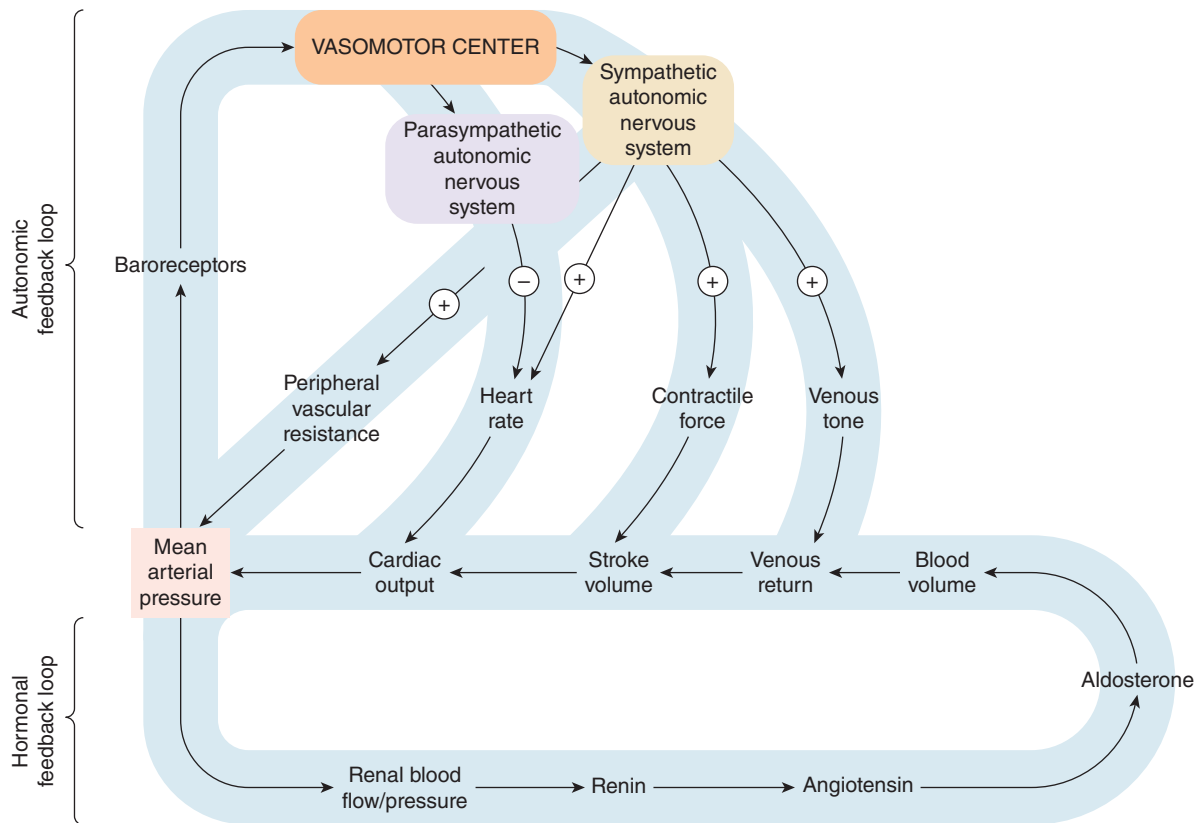 VASOMOTOR CENTER
Sympathetic
autonomic
nervous
system
Parasympathetic
autonomic
nervous
system
Autonomic
feedback loop
Baroreceptors
+
−
+
+
+
Peripheral
vascular
resistance
Heart
rate
Contractile
force
Venous
tone
Mean
arterial
pressure
Cardiac
output
Stroke
volume
Venous
return
Blood
volume
Hormonal
feedback loop
Aldosterone
Renal blood
flow/pressure
Renin
Angiotensin